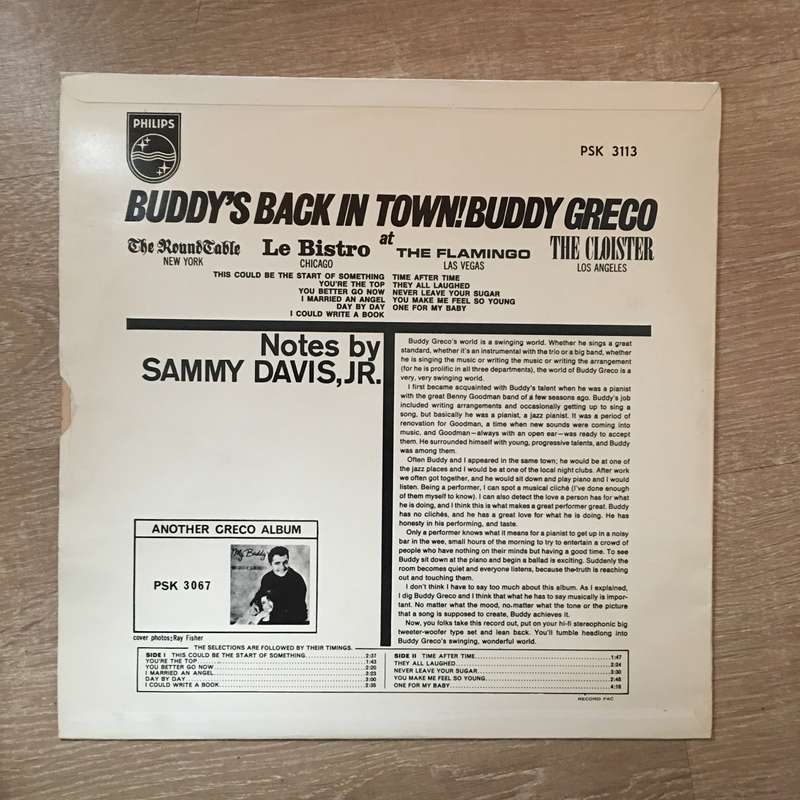 PHILIPS
PSK 3113
BUDDY'S BACK IN TOWN! BUDDY GRECO
at
The Round Table
NEW YORK
Le Bistro
CHICAGO
THE FLAMINGO
LAS VEGAS
THE CLOISTER
LOS ANGELES
THIS COULD BE THE START OF SOMETHING
YOU'RE THE TOP
YOU BETTER GO NOW
I MARRIED AN ANGEL
DAY BY DAY
I COULD WRITE A BOOK
TIME AFTER TIME
THEY ALL LAUGHED
NEVER LEAVE YOUR SUGAR
YOU MAKE ME FEEL SO YOUNG
ONE FOR MY BABY
Notes by
SAMMY DAVIS, JR.
Buddy Greco's world is a swinging world. Whether he sings a great
standard, whether it's an instrumental with the trio or a big band, whether
he is singing the music or writing the music or writing the arrangement
(for he is prolific in all three departments), the world of Buddy Greco is a
very, very swinging world.
I first became acquainted with Buddy's talent when he was a pianist
with the great Benny Goodman band of a few seasons ago. Buddy's job
included writing arrangements and occasionally getting up to sing a
song, but basically he was a pianist, a jazz pianist. It was a period of
renovation for Goodman, a time when new sounds were coming into
music, and Goodman—always with an open ear—was ready to accept
them. He surrounded himself with young, progressive talents, and Buddy
was among them.
Often Buddy and I appeared in the same town; he would be at one of
the jazz places and I would be at one of the local night clubs. After work
we often got together, and he would sit down and play piano and I would
listen. Being a performer, I can spot a musical cliché (I've done enough
of them myself to know). I can also detect the love a person has for what
he is doing, and I think this is what makes a great performer great. Buddy
has no clichés, and he has a great love for what he is doing. He has
honesty in his performing, and taste.
Only a performer knows what it means for a pianist to get up in a noisy
bar in the wee, small hours of the morning to try to entertain a crowd of
people who have nothing on their minds but having a good time. To see
Buddy sit down at the piano and begin a ballad is exciting. Suddenly the
room becomes quiet and everyone listens, because the truth is reaching
out and touching them.
I don't think I have to say too much about this album. As I explained,
I dig Buddy Greco and I think that what he has to say musically is impor-
tant. No matter what the mood, no matter what the tone or the picture
that a song is supposed to create, Buddy achieves it.
Now, you folks take this record out, put on your hi-fi stereophonic big
tweeter-woofer type set and lean back. You'll tumble headlong into
Buddy Greco's swinging, wonderful world.
ANOTHER GRECO ALBUM
PSK 3067
My Buddy
cover photos; Ray Fisher
THE SELECTIONS ARE FOLLOWED BY THEIR TIMINGS.
SIDE I THIS COULD BE THE START OF SOMETHING 2:37
YOU'RE THE TOP 1:43
YOU BETTER GO NOW 2:20
I MARRIED AN ANGEL 2:23
DAY BY DAY 2:00
I COULD WRITE A BOOK 2:35
SIDE II TIME AFTER TIME 1:47
THEY ALL LAUGHED 2:24
NEVER LEAVE YOUR SUGAR 3:30
YOU MAKE ME FEEL SO YOUNG 2:48
ONE FOR MY BABY 4:18
RECORD PAC